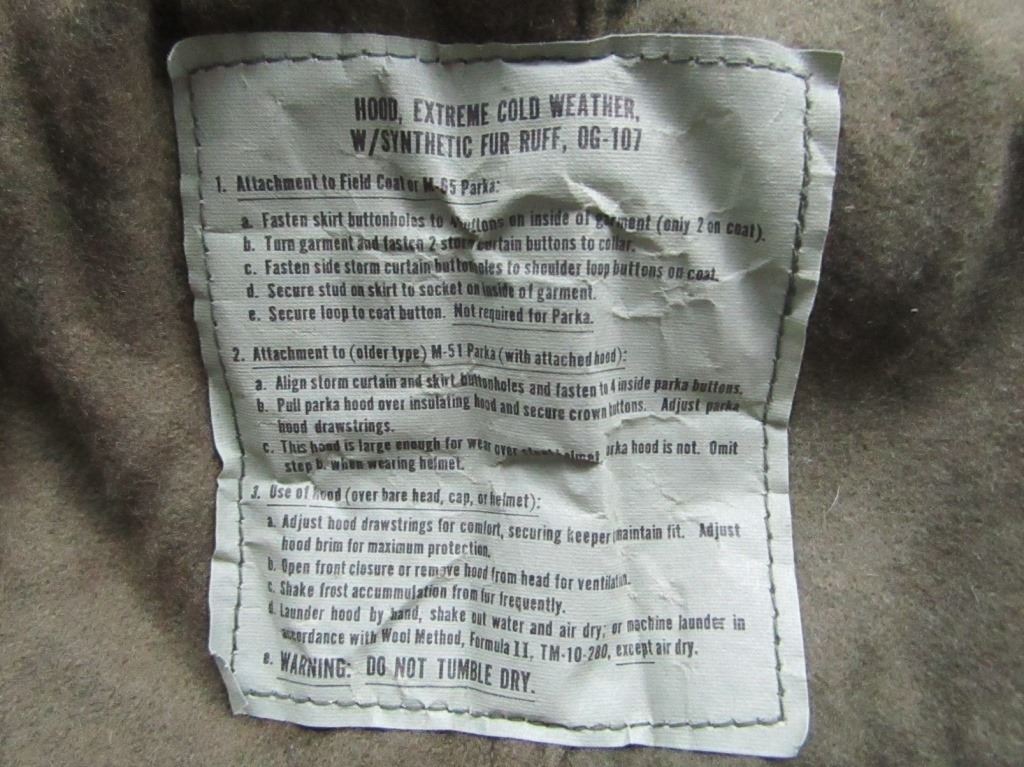 HOOD, EXTREME COLD WEATHER,
W/SYNTHETIC FUR RUFF, OG-107
1. Attachment to Field Coat or M-65 Parka:
a. Fasten skirt buttonholes to buttons on inside of garment (only 2 on coat).
b. Turn garment and fasten 2 storm curtain buttons to collar.
c. Fasten side storm curtain buttonholes to shoulder loop buttons on coat.
d. Secure stud on skirt to socket on inside of garment.
e. Secure loop to coat button. Not required for Parka.
2. Attachment to (older type) M-51 Parka (with attached hood):
a. Align storm curtain and skirt buttonholes and fasten to 4 inside parka buttons.
b. Pull parka hood over insulating hood and secure crown buttons. Adjust parka
hood drawstrings.
c. This hood is large enough for wear over steel helmet parka hood is not. Omit
step b. when wearing helmet.
3. Use of hood (over bare head, cap, or helmet):
a. Adjust hood drawstrings for comfort, securing keeper maintain fit. Adjust
hood brim for maximum protection.
b. Open front closure or remove hood from head for ventilation.
c. Shake frost accummulation from fur frequently.
d. Launder hood by hand, shake out water and air dry; or machine launder in
accordance with Wool Method, Formula II, TM-10-280, except air dry.
e. WARNING: DO NOT TUMBLE DRY.